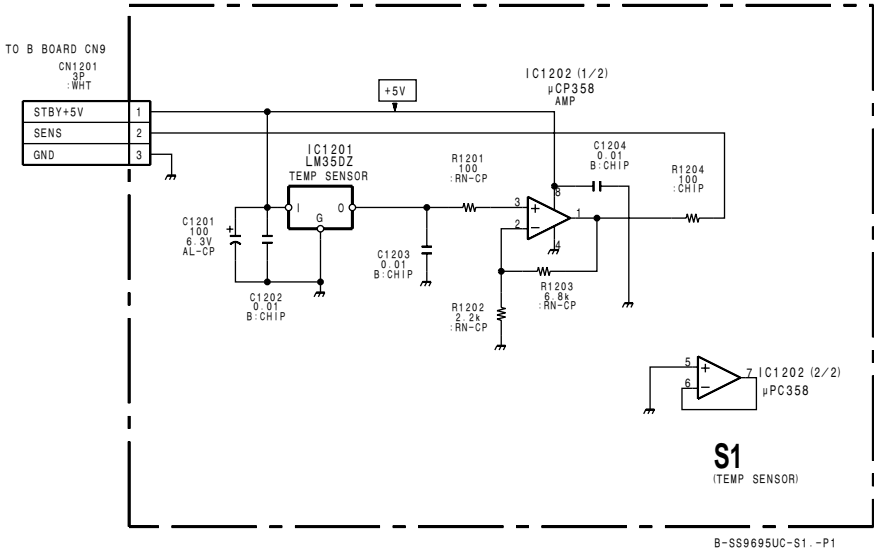 TO B BOARD CN9
CN1201
3P
:WHT
STBY+5V 1
SENS 2
GND 3
+5V
IC1202 (1/2)
μCP358
AMP
IC1201
LM35DZ
TEMP SENSOR
I O
G
R1201
100
:RN-CP
C1204
0.01
B:CHIP
R1204
100
:CHIP
8
3
+
2
−
1
4
C1201
100
6.3V
AL-CP
+
C1202
0.01
B:CHIP
C1203
0.01
B:CHIP
R1202
2.2k
:RN-CP
R1203
6.8k
:RN-CP
5
+
6
−
7
IC1202 (2/2)
μPC358
S1
(TEMP SENSOR)
B-SS9695UC-S1.-P1